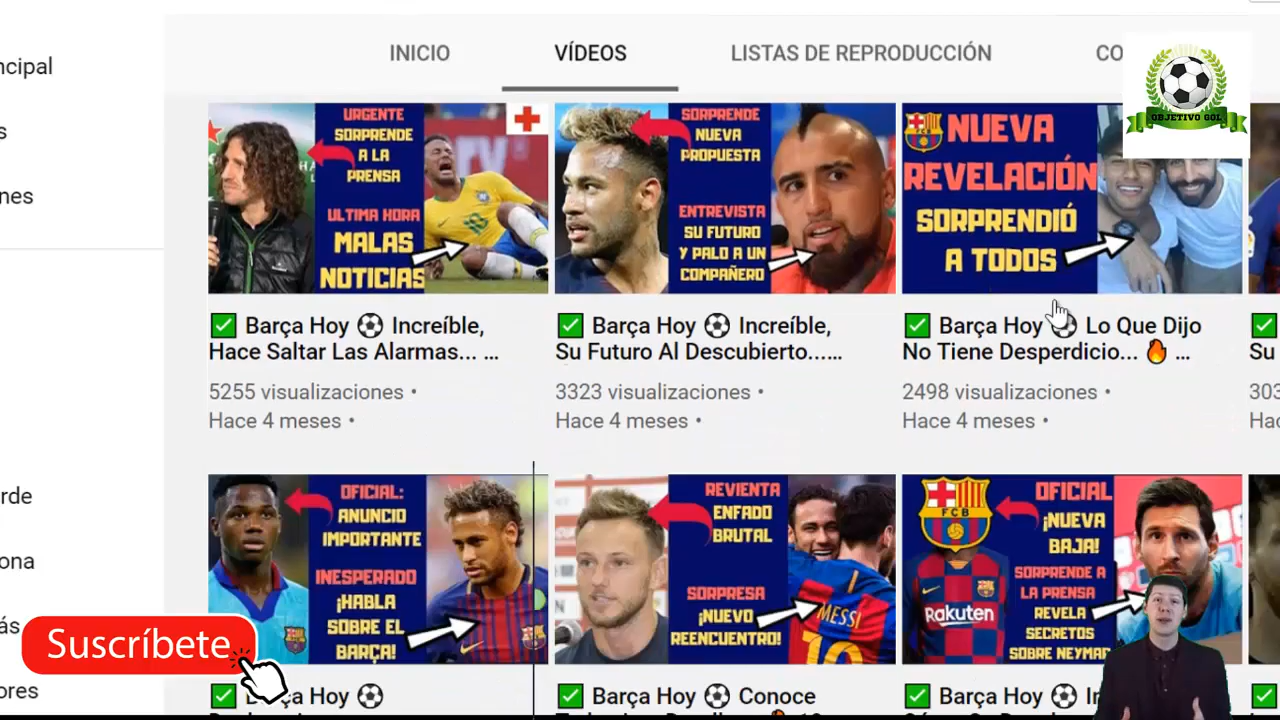 ncipal
s
nes
rde
ona
ás
ores
INICIO
VÍDEOS
LISTAS DE REPRODUCCIÓN
CO
OBJETIVO GOL
URGENTE
SORPRENDE
A LA
PRENSA
ULTIMA HORA
MALAS
NOTICIAS
✅ Barça Hoy ⚽ Increíble,
Hace Saltar Las Alarmas... ...
5255 visualizaciones •
Hace 4 meses •
SORPRENDE
NUEVA
PROPUESTA
ENTREVISTA
SU FUTURO
Y PALO A UN
COMPAÑERO
✅ Barça Hoy ⚽ Increíble,
Su Futuro Al Descubierto......
3323 visualizaciones •
Hace 4 meses •
NUEVA
REVELACIÓN
SORPRENDIÓ
A TODOS
✅ Barça Hoy ⚽ Lo Que Dijo
No Tiene Desperdicio... 🔥 ...
2498 visualizaciones •
Hace 4 meses •
✅
Su
303
Ha
OFICIAL:
ANUNCIO
IMPORTANTE
INESPERADO
¡HABLA
SOBRE EL
BARÇA!
✅ Barça Hoy ⚽
REVIENTA
ENFADO
BRUTAL
SORPRESA
¡NUEVO
REENCUENTRO!
MESSI
10
✅ Barça Hoy ⚽ Conoce
FCB
Rakuten
OFICIAL
¡NUEVA
BAJA!
SORPRENDE A
LA PRENSA
REVELA
SECRETOS
SOBRE NEYMAR
✅ Barça Hoy ⚽ In
Suscríbete